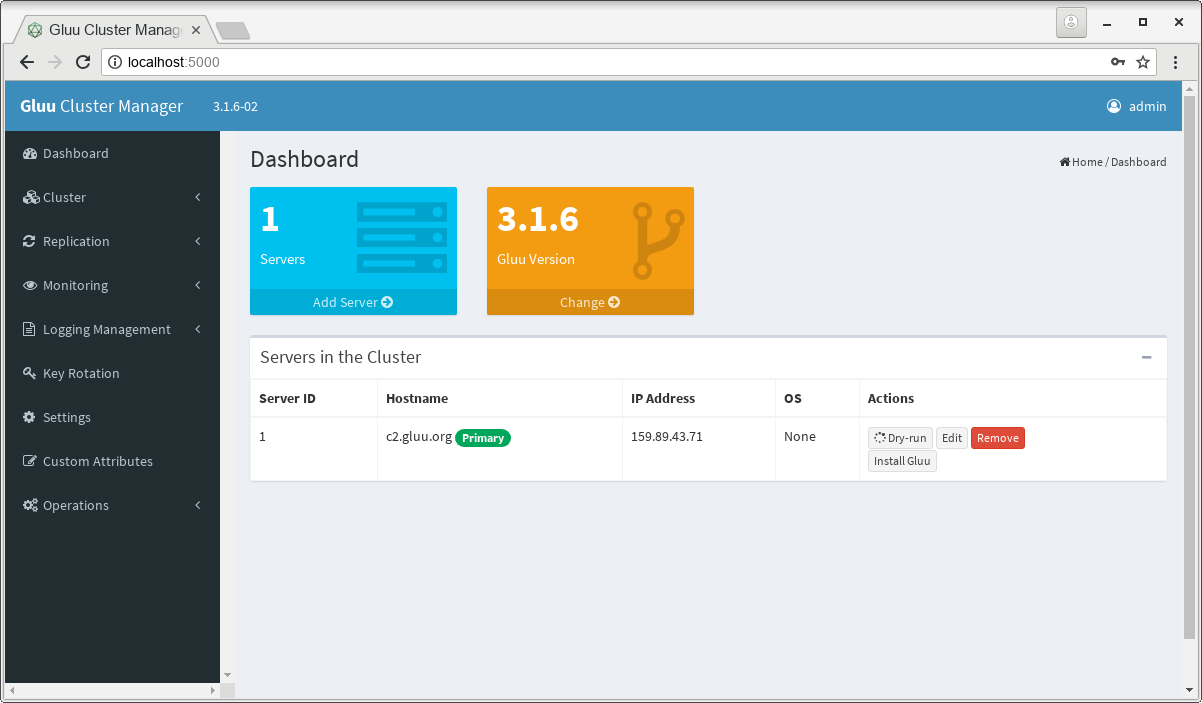 Gluu Cluster Manag
localhost:5000
Gluu Cluster Manager 3.1.6-02 admin
Dashboard
Cluster
Replication
Monitoring
Logging Management
Key Rotation
Settings
Custom Attributes
Operations
Dashboard
Home / Dashboard
1
Servers
Add Server
3.1.6
Gluu Version
Change
Servers in the Cluster
Server ID Hostname IP Address OS Actions
1 c2.gluu.org Primary 159.89.43.71 None Dry-run Edit Remove
Install Gluu